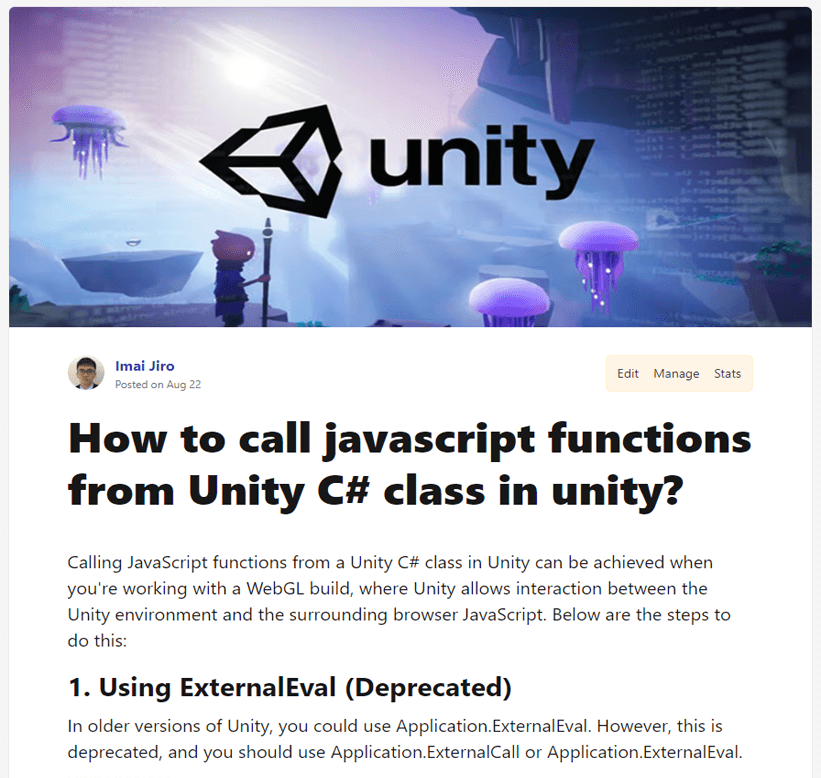 unity
Imai Jiro
Posted on Aug 22
Edit Manage Stats
How to call javascript functions
from Unity C# class in unity?
Calling JavaScript functions from a Unity C# class in Unity can be achieved when
you're working with a WebGL build, where Unity allows interaction between the
Unity environment and the surrounding browser JavaScript. Below are the steps to
do this:
1. Using ExternalEval (Deprecated)
In older versions of Unity, you could use Application.ExternalEval. However, this is
deprecated, and you should use Application.ExternalCall or Application.ExternalEval.